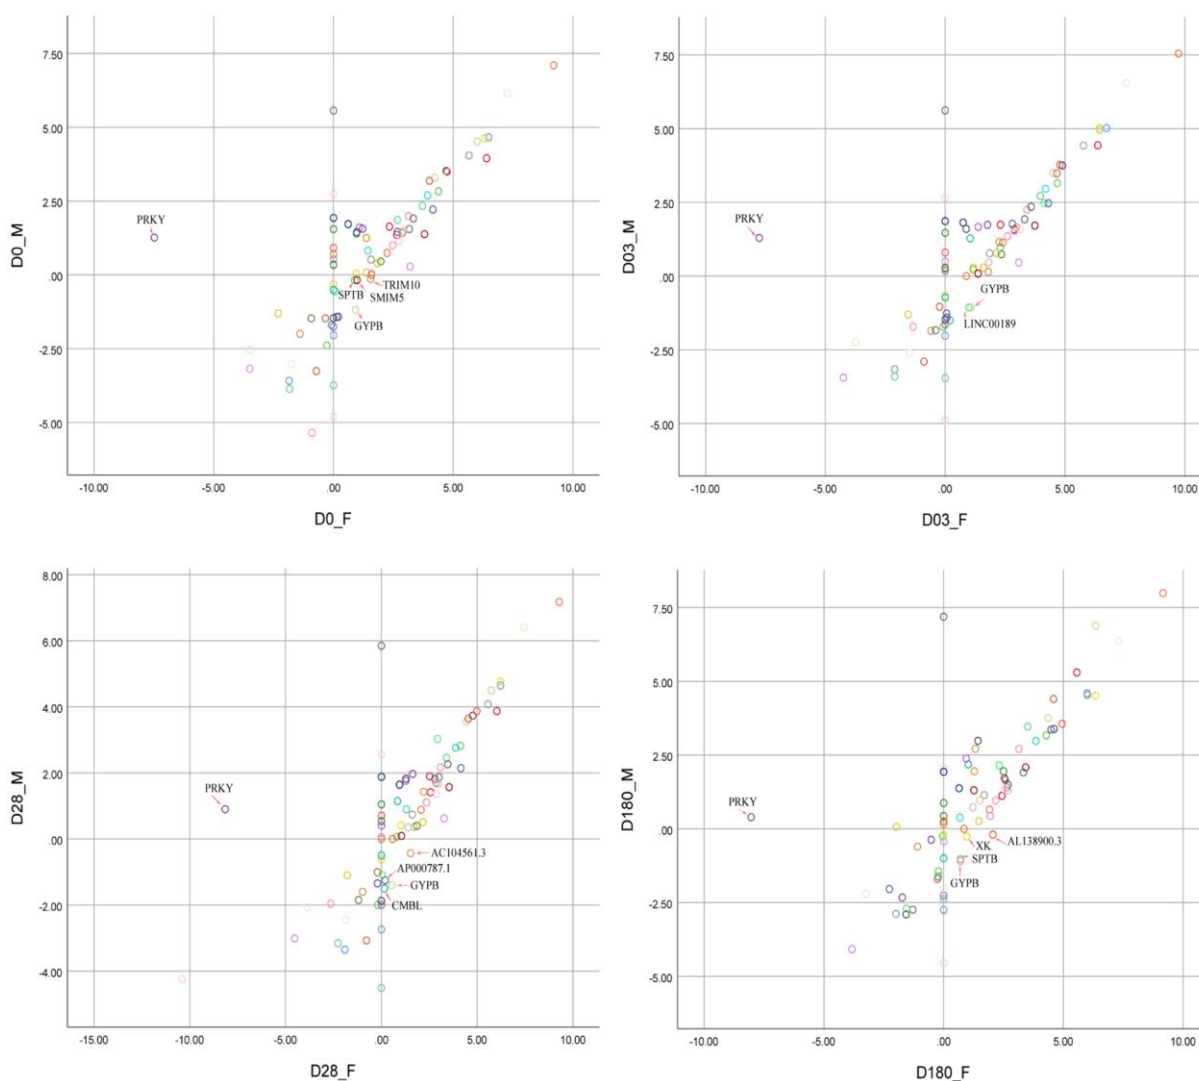 7.50
5.00
2.50
.00
-2.50
-5.00
D0_M
PRKY
TRIM10
SPTB
SMIM5
GYPB
-10.00 -5.00 .00 5.00 10.00
D0_F
7.50
5.00
2.50
.00
-2.50
-5.00
D03_M
PRKY
GYPB
LINC00189
-10.00 -5.00 .00 5.00 10.00
D03_F
8.00
6.00
4.00
2.00
.00
-2.00
-4.00
D28_M
PRKY
AC104561.3
AP000787.1
GYPB
CMBL
-15.00 -10.00 -5.00 .00 5.00 10.00
D28_F
7.50
5.00
2.50
.00
-2.50
-5.00
D180_M
PRKY
AL138900.3
XK
SPTB
GYPB
-10.00 -5.00 .00 5.00 10.00
D180_F